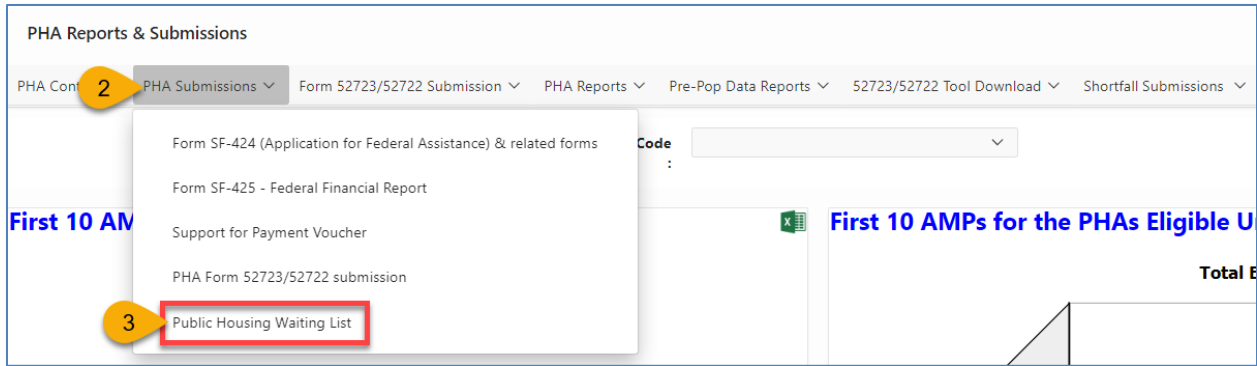 PHA Reports & Submissions
PHA Cont 2 PHA Submissions Form 52723/52722 Submission PHA Reports Pre-Pop Data Reports 52723/52722 Tool Download Shortfall Submissions
Form SF-424 (Application for Federal Assistance) & related forms
Code
:
Form SF-425 - Federal Financial Report
First 10 AM
First 10 AMPs for the PHAs Eligible U
Support for Payment Voucher
PHA Form 52723/52722 submission
Total E
3 Public Housing Waiting List